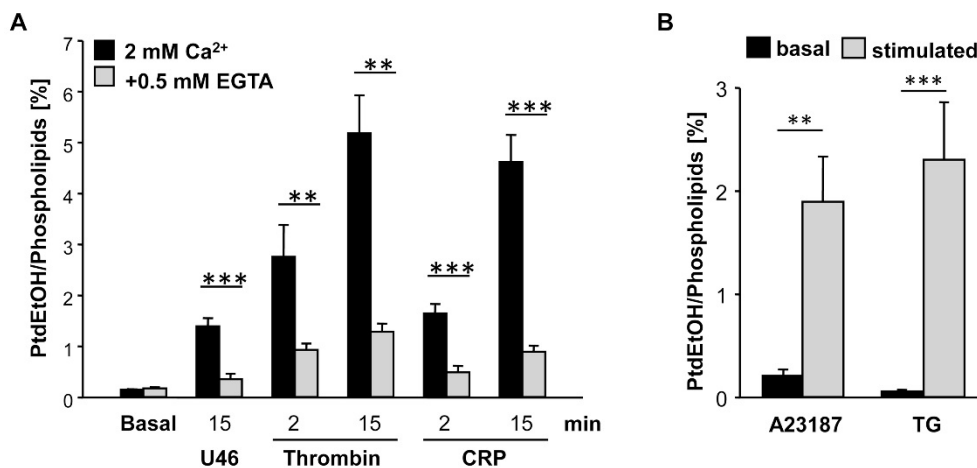 A
PtdEtOH/Phospholipids [%]
7
6
5
4
3
2
1
0
2 mM Ca²⁺
+0.5 mM EGTA
***
**
**
***
***
Basal 15 2 15 2 15 min
U46 Thrombin CRP
B
basal stimulated
PtdEtOH/Phospholipids [%]
3
2
1
0
**
***
A23187 TG